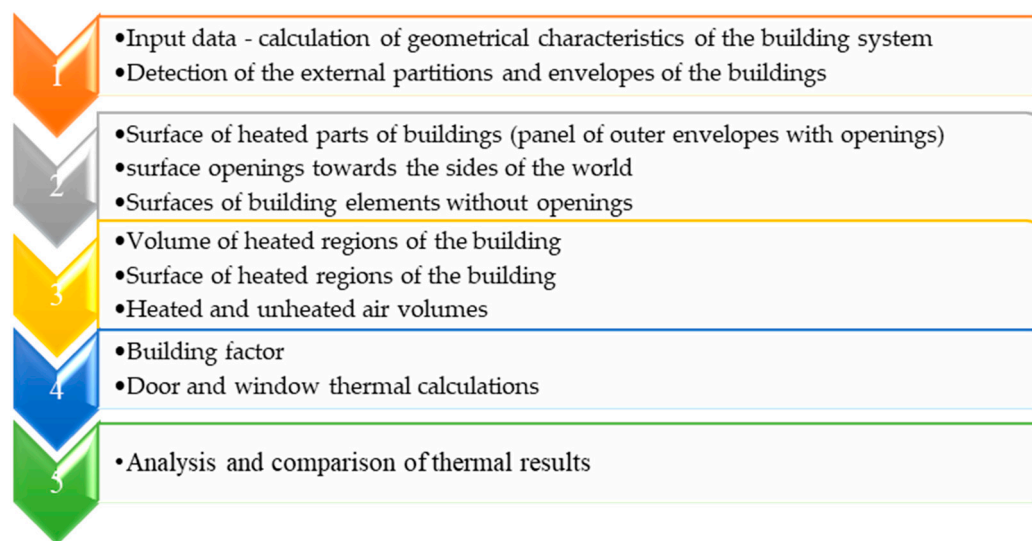 1
•Input data - calculation of geometrical characteristics of the building system
•Detection of the external partitions and envelopes of the buildings
2
•Surface of heated parts of buildings (panel of outer envelopes with openings)
•surface openings towards the sides of the world
•Surfaces of building elements without openings
3
•Volume of heated regions of the building
•Surface of heated regions of the building
•Heated and unheated air volumes
4
•Building factor
•Door and window thermal calculations
5
•Analysis and comparison of thermal results